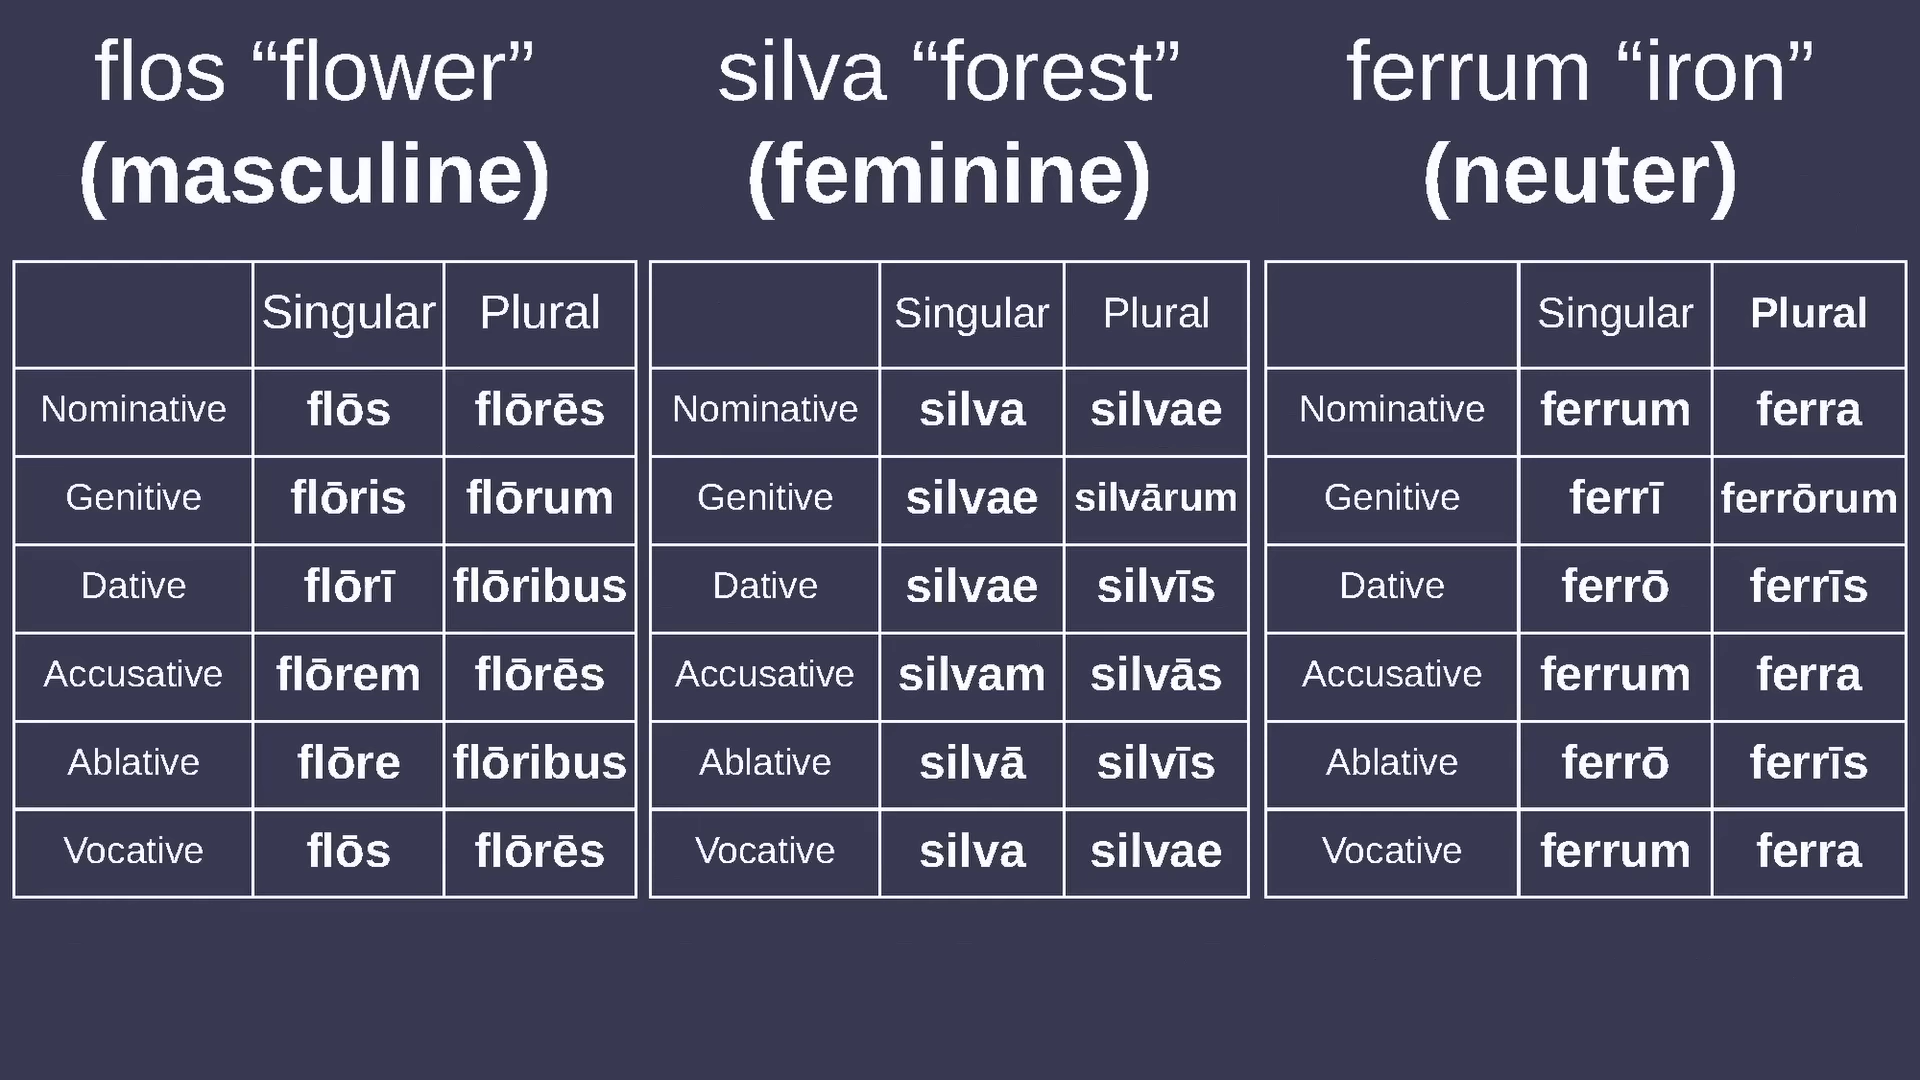 flos “flower”
(masculine)
Singular Plural
Nominative flōs flōrēs
Genitive flōris flōrum
Dative flōrī flōribus
Accusative flōrem flōrēs
Ablative flōre flōribus
Vocative flōs flōrēs
silva “forest”
(feminine)
Singular Plural
Nominative silva silvae
Genitive silvae silvārum
Dative silvae silvīs
Accusative silvam silvās
Ablative silvā silvīs
Vocative silva silvae
ferrum “iron”
(neuter)
Singular Plural
Nominative ferrum ferra
Genitive ferrī ferrōrum
Dative ferrō ferrīs
Accusative ferrum ferra
Ablative ferrō ferrīs
Vocative ferrum ferra